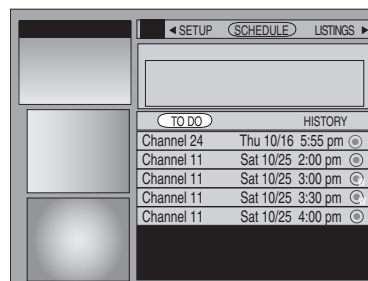 ◄ SETUP SCHEDULE LISTINGS ►
TO DO HISTORY
Channel 24 Thu 10/16 5:55 pm
Channel 11 Sat 10/25 2:00 pm
Channel 11 Sat 10/25 3:00 pm
Channel 11 Sat 10/25 3:30 pm
Channel 11 Sat 10/25 4:00 pm